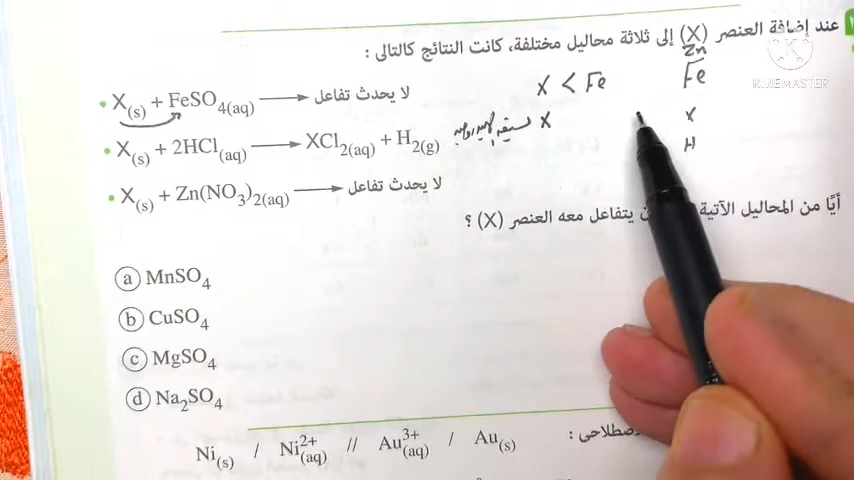 عند إضافة العنصر (X) إلى ثلاثة محاليل مختلفة، كانت النتائج كالتالى :
Zn
KINEMASTER
X(s) + FeSO4(aq) ⟶ لا يحدث تفاعل
X < Fe
Fe
X(s) + 2HCl(aq) ⟶ XCl2(aq) + H2(g)
X
X
H
X(s) + Zn(NO3)2(aq) ⟶ لا يحدث تفاعل
أيًا من المحاليل الآتية يتفاعل معه العنصر (X) ؟
a MnSO4
b CuSO4
c MgSO4
d Na2SO4
Ni(s) / Ni2+(aq) // Au3+(aq) / Au(s)